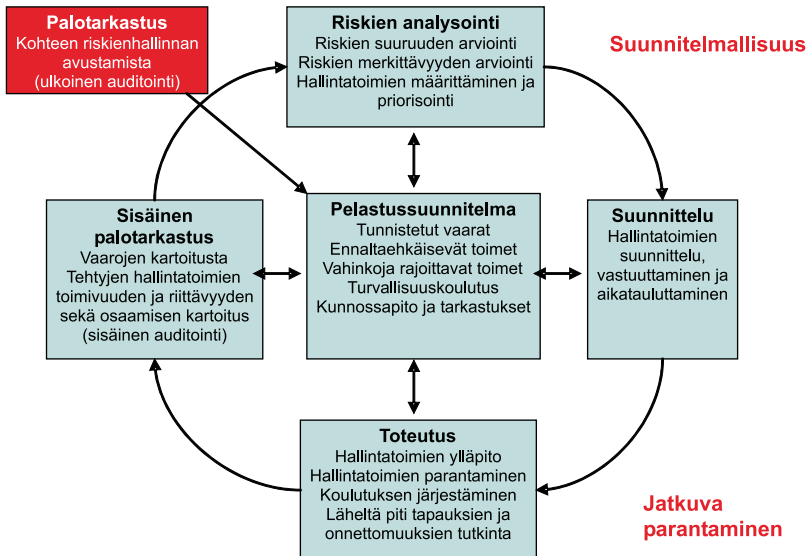 Palotarkastus
Kohteen riskienhallinnan
avustamista
(ulkoinen auditointi)
Riskien analysointi
Riskien suuruuden arviointi
Riskien merkittävyyden arviointi
Hallintatoimien määrittäminen ja
priorisointi
Suunnitelmallisuus
Sisäinen
palotarkastus
Vaarojen kartoitusta
Tehtyjen hallintatoimien
toimivuuden ja riittävyyden
sekä osaamisen kartoitus
(sisäinen auditointi)
Pelastussuunnitelma
Tunnistetut vaarat
Ennaltaehkäisevät toimet
Vahinkoja rajoittavat toimet
Turvallisuuskoulutus
Kunnossapito ja tarkastukset
Suunnittelu
Hallintatoimien
suunnittelu,
vastuuttaminen ja
aikatauluttaminen
Toteutus
Hallintatoimien ylläpito
Hallintatoimien parantaminen
Koulutuksen järjestäminen
Läheltä piti tapauksien ja
onnettomuuksien tutkinta
Jatkuva
parantaminen